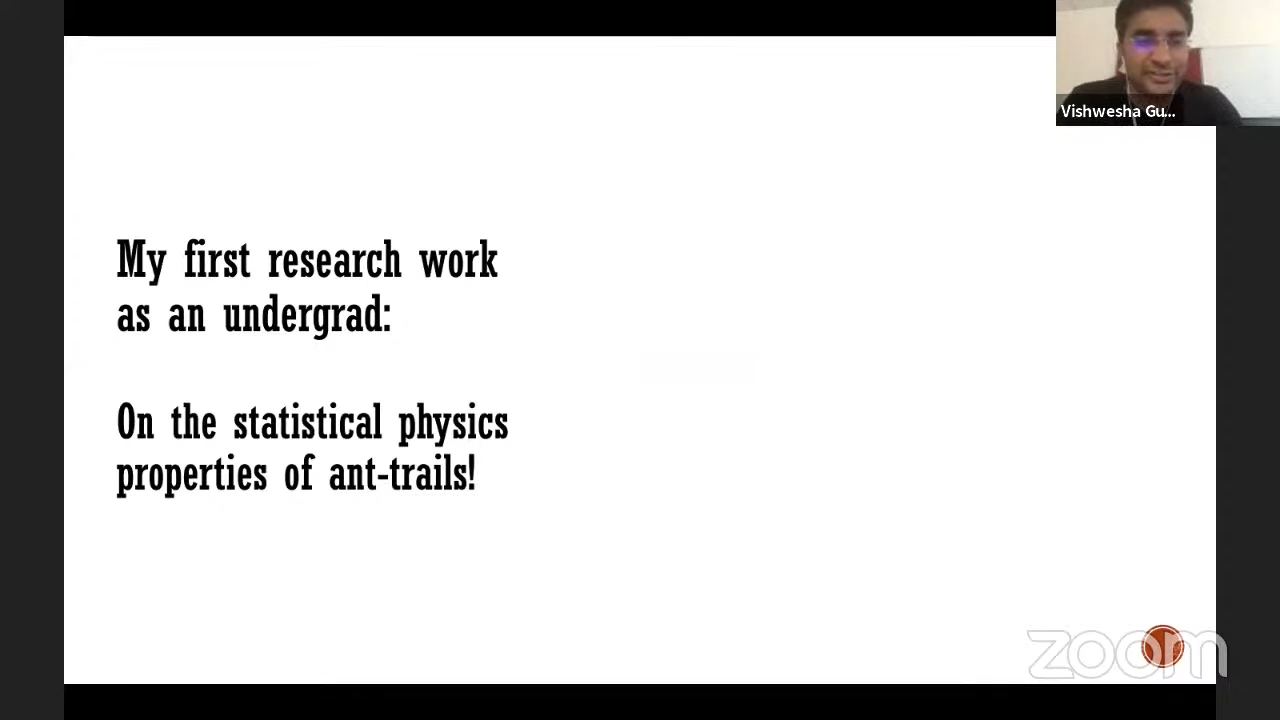 Vishwesha Gu...
My first research work
as an undergrad:
On the statistical physics
properties of ant-trails!
zoom